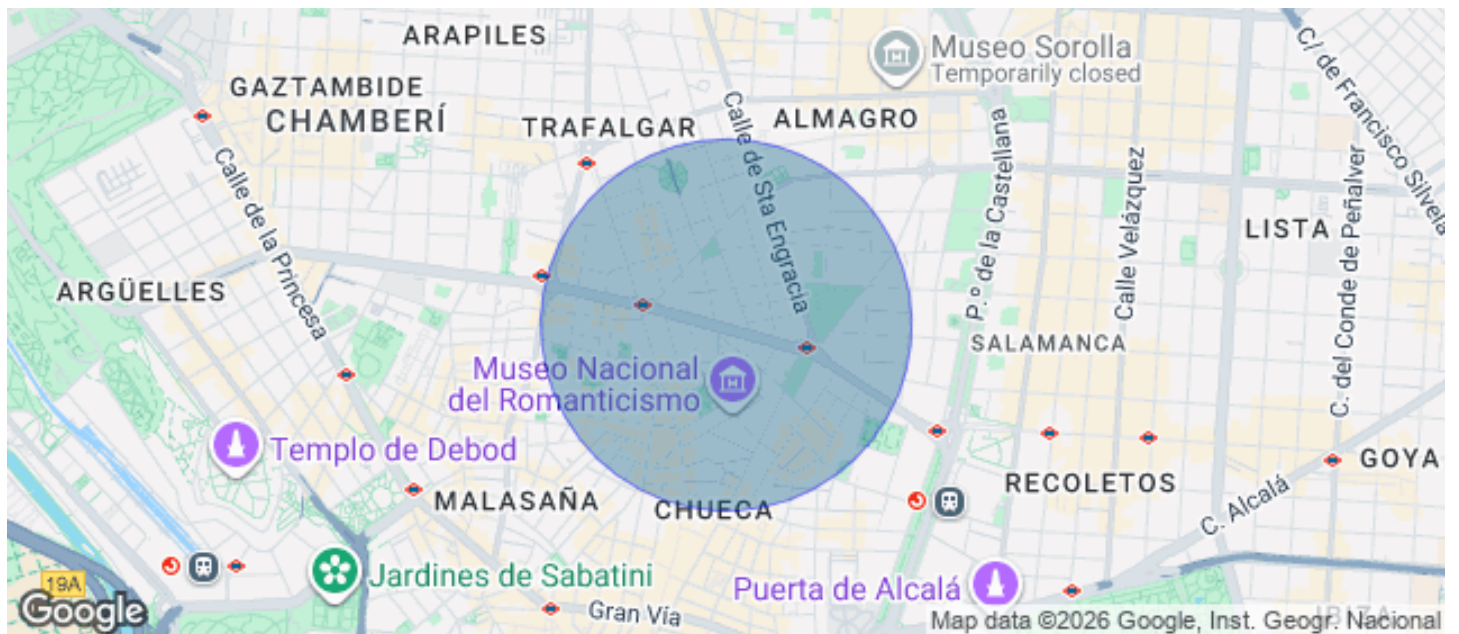 ARAPILES
Museo Sorolla
Temporarily closed
C/ de Francisco Silvela
GAZTAMBIDE
CHAMBERÍ
TRAFALGAR
ALMAGRO
Calle de Sta Engracia
Calle de la Princesa
P.º de la Castellana
Calle Velázquez
C. del Conde de Peñalver
LISTA
ARGÜELLES
SALAMANCA
Museo Nacional
del Romanticismo
Templo de Debod
GOYA
RECOLETOS
MALASAÑA
CHUECA
C. Alcalá
Jardines de Sabatini
Puerta de Alcalá
19A
Gran Vía
IBIZA
Google
Map data ©2026 Google, Inst. Geogr. Nacional